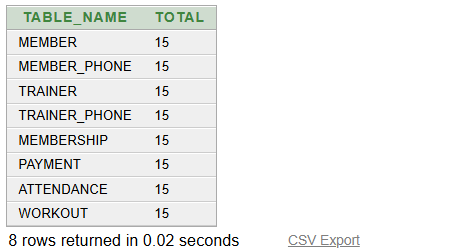 TABLE_NAME TOTAL
MEMBER 15
MEMBER_PHONE 15
TRAINER 15
TRAINER_PHONE 15
MEMBERSHIP 15
PAYMENT 15
ATTENDANCE 15
WORKOUT 15
8 rows returned in 0.02 seconds CSV Export